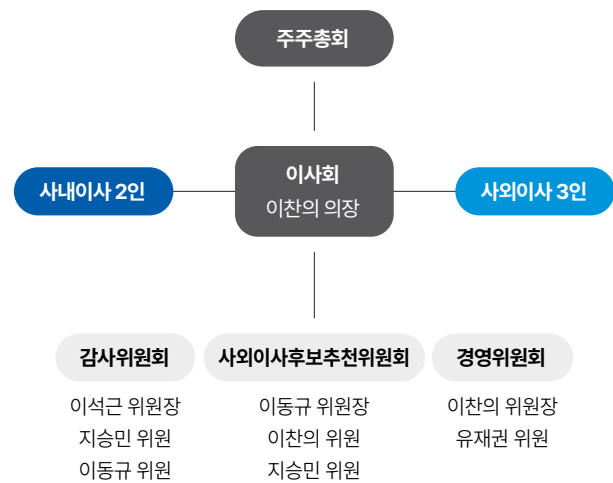 주주총회
사내이사 2인
이사회
이찬의 의장
사외이사 3인
감사위원회
이석근 위원장
지승민 위원
이동규 위원
사외이사후보추천위원회
이동규 위원장
이찬의 위원
지승민 위원
경영위원회
이찬의 위원장
유재권 위원